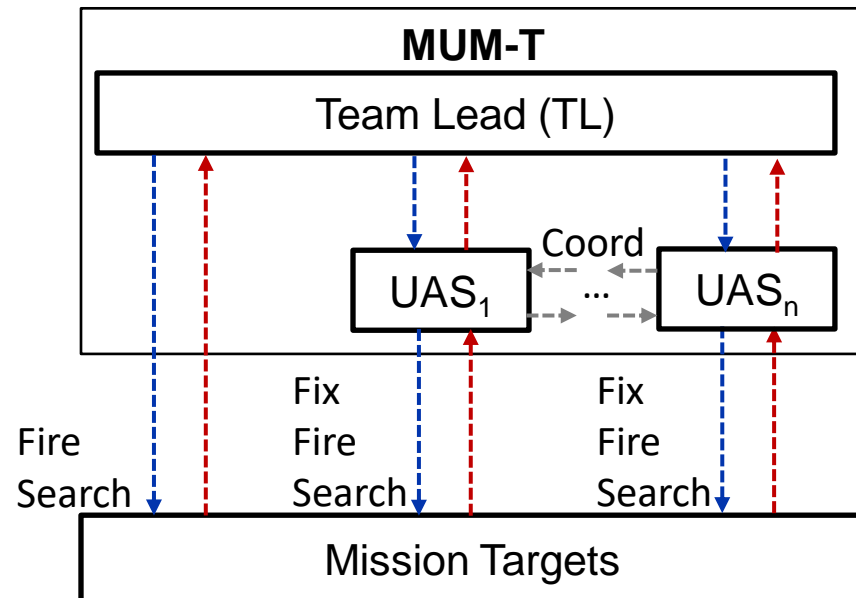 MUM-T
Team Lead (TL)
Coord
UAS₁
...
UASₙ
Fire
Search
Fix
Fire
Search
Fix
Fire
Search
Mission Targets